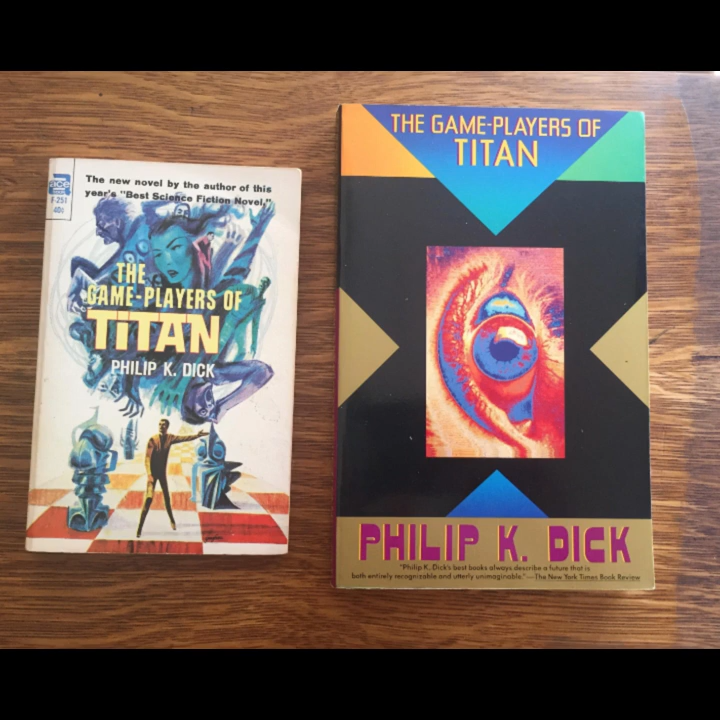 ace
F-251
40¢
The new novel by the author of this
year's "Best Science Fiction Novel."
THE
GAME-PLAYERS OF
TITAN
PHILIP K. DICK
THE GAME-PLAYERS OF
TITAN
PHILIP K. DICK
"Philip K. Dick's best books always describe a future that is
both entirely recognizable and utterly unimaginable."—The New York Times Book Review